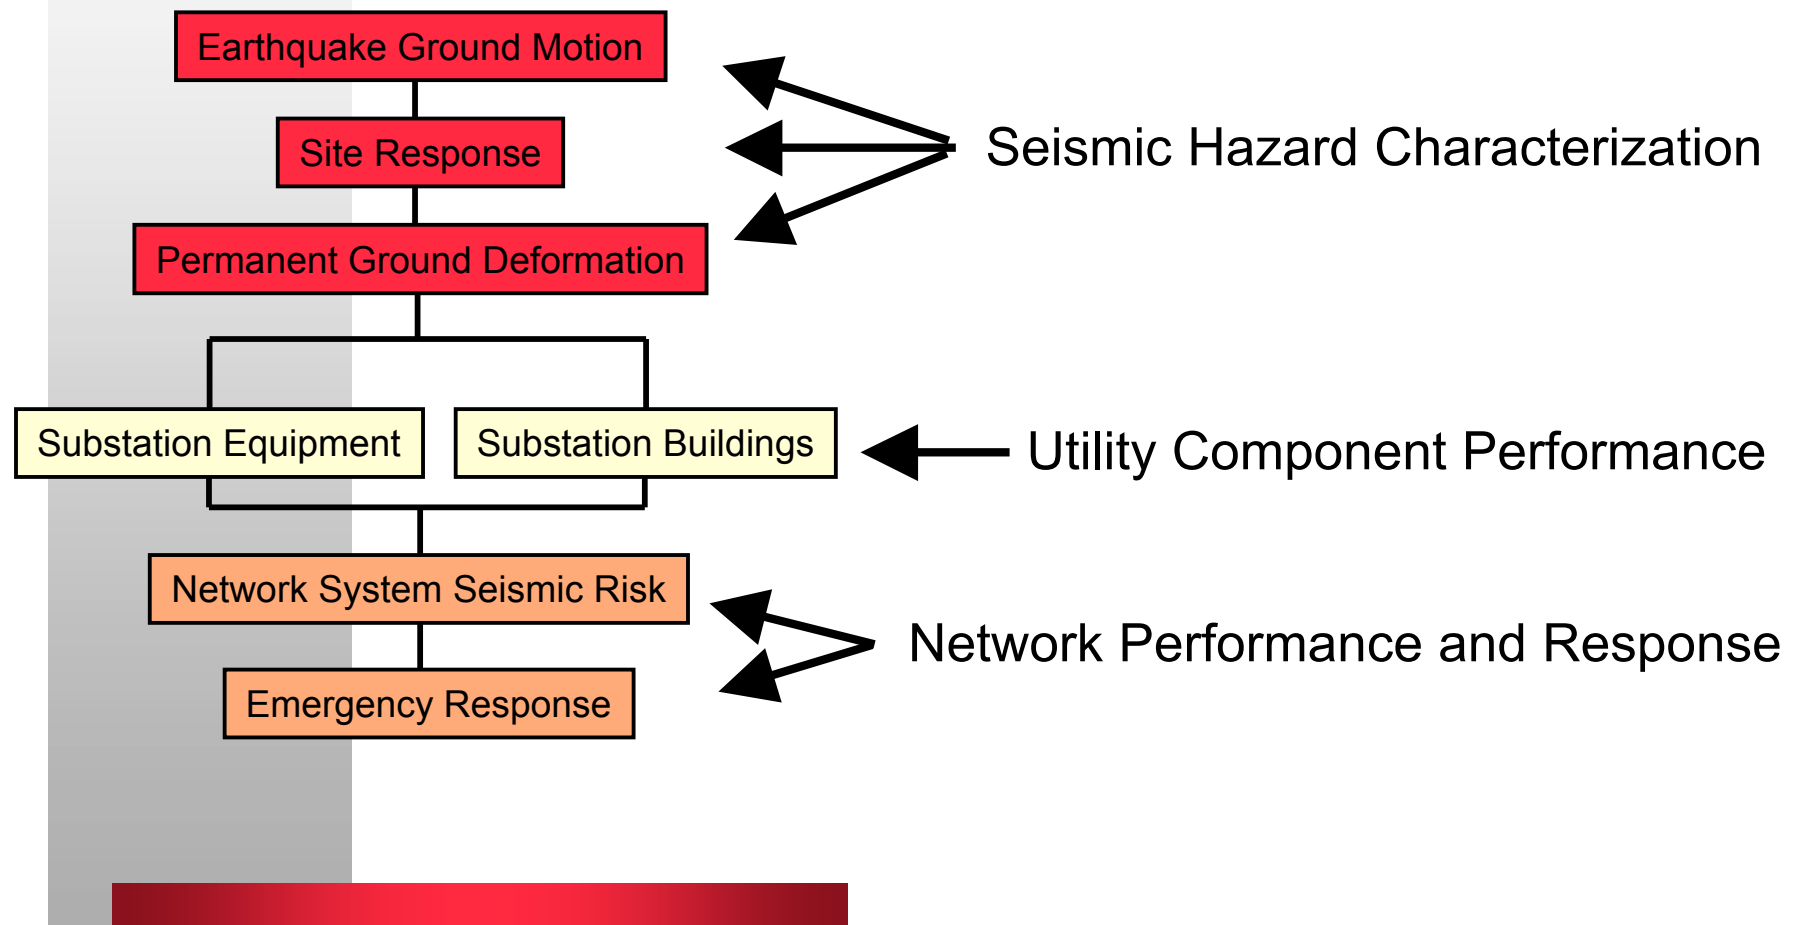 Earthquake Ground Motion
Site Response
Seismic Hazard Characterization
Permanent Ground Deformation
Substation Equipment
Substation Buildings
Utility Component Performance
Network System Seismic Risk
Network Performance and Response
Emergency Response